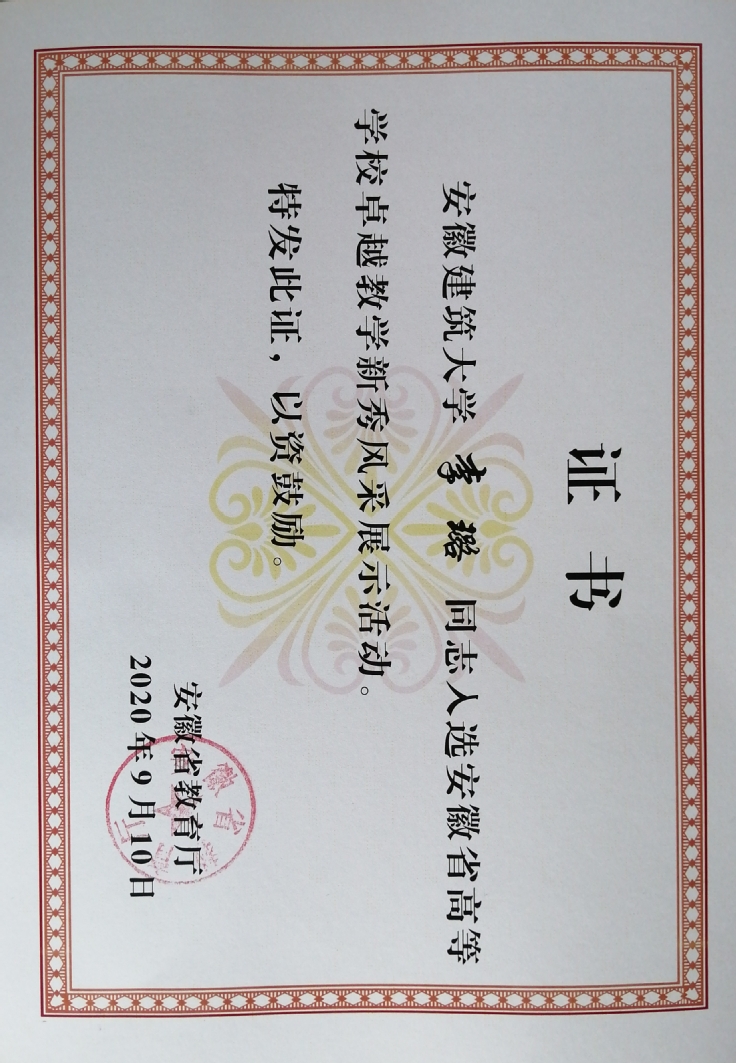 证书
安徽建筑大学 李璐 同志入选安徽省高等
学校卓越教学新秀风采展示活动。
特发此证，以资鼓励。
安徽省教育厅
2020年9月10日